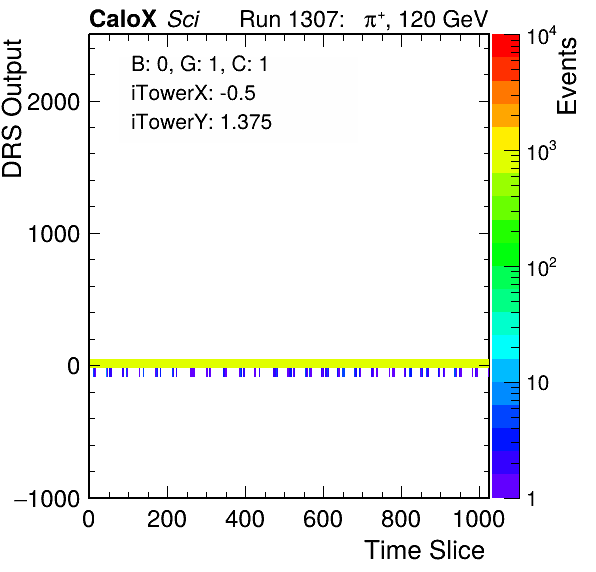 CaloX Sci Run 1307: π⁺, 120 GeV
B: 0, G: 1, C: 1
iTowerX: -0.5
iTowerY: 1.375
DRS Output
2000
1000
0
−1000
0 200 400 600 800 1000
Time Slice
Events
10⁴
10³
10²
10
1